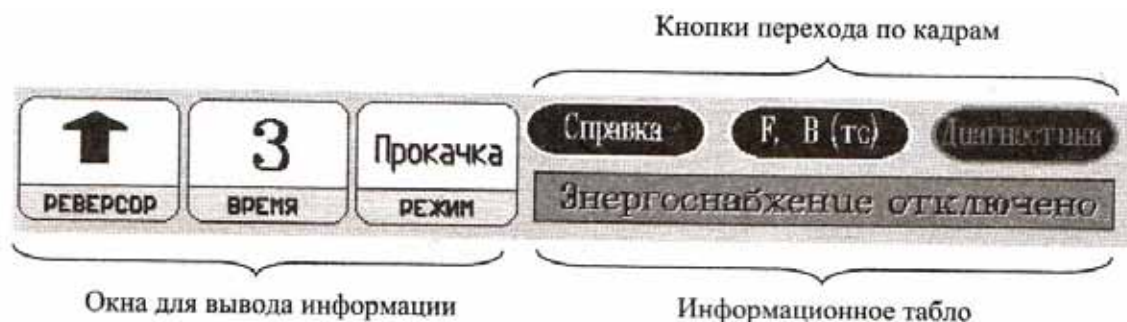 Кнопки перехода по кадрам
Справка F, В (тс) Диагностика
3 Прокачка
РЕВЕРСОР ВРЕМЯ РЕЖИМ
Энергоснабжение отключено
Окна для вывода информации
Информационное табло